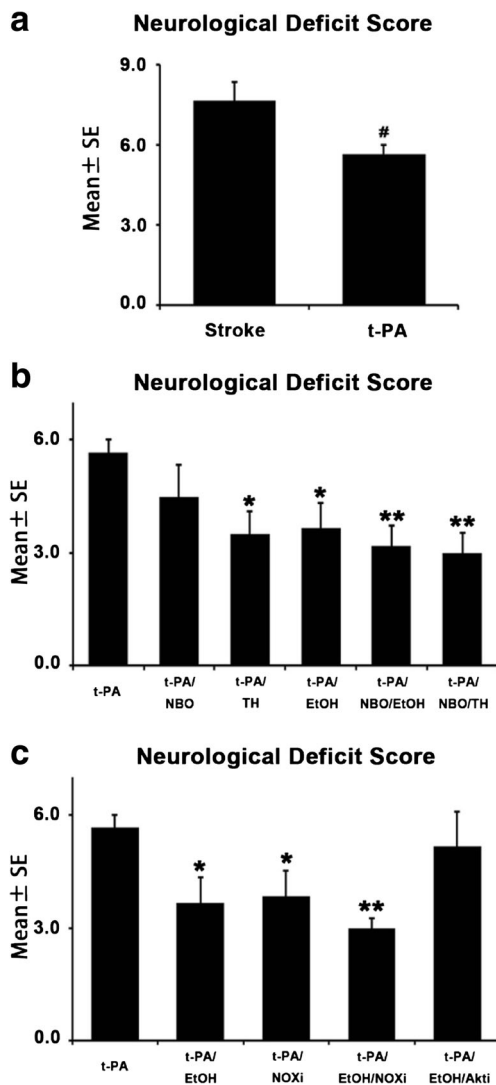 a
Neurological Deficit Score
Mean ± SE
9.0
6.0
3.0
0.0
#
Stroke t-PA
b
Neurological Deficit Score
Mean ± SE
6.0
3.0
0.0
* * ** **
t-PA t-PA/ t-PA/ t-PA/ t-PA/ t-PA/
NBO TH EtOH NBO/EtOH NBO/TH
c
Neurological Deficit Score
Mean ± SE
6.0
3.0
0.0
* * **
t-PA t-PA/ t-PA/ t-PA/ t-PA/
EtOH NOXi EtOH/NOXi EtOH/Akti